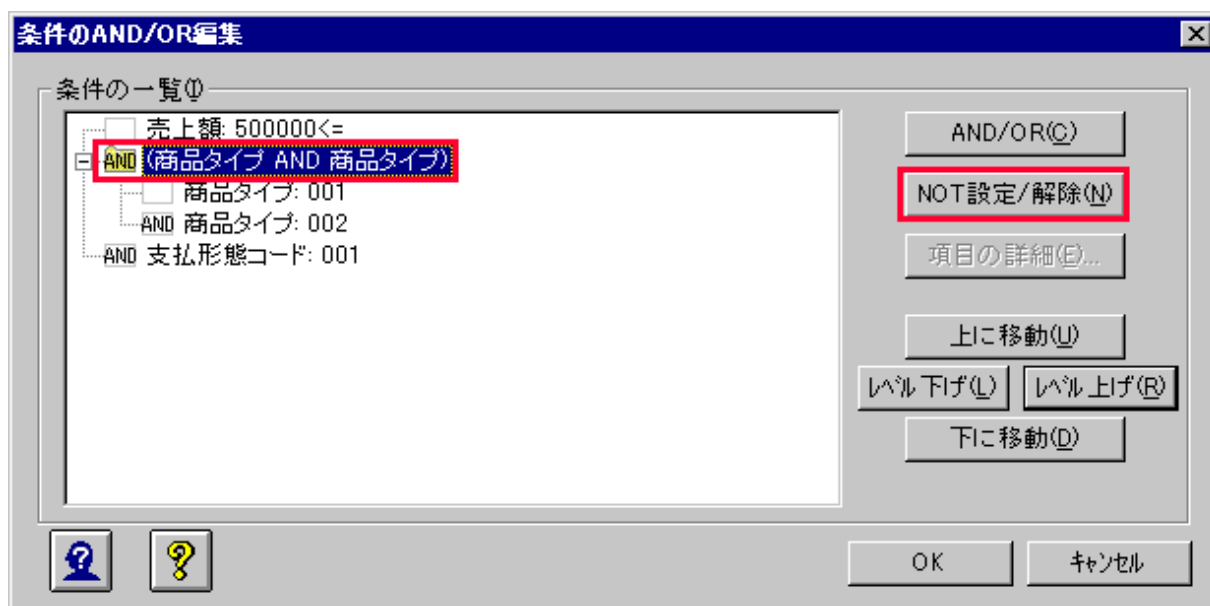 条件のAND/OR編集
条件の一覧(I)
売上額: 500000<=
AND (商品タイプ AND 商品タイプ)
商品タイプ: 001
AND 商品タイプ: 002
AND 支払形態コード: 001
AND/OR(C)
NOT設定/解除(N)
項目の詳細(E)...
上に移動(U)
レベル下げ(L) レベル上げ(R)
下に移動(D)
OK キャンセル